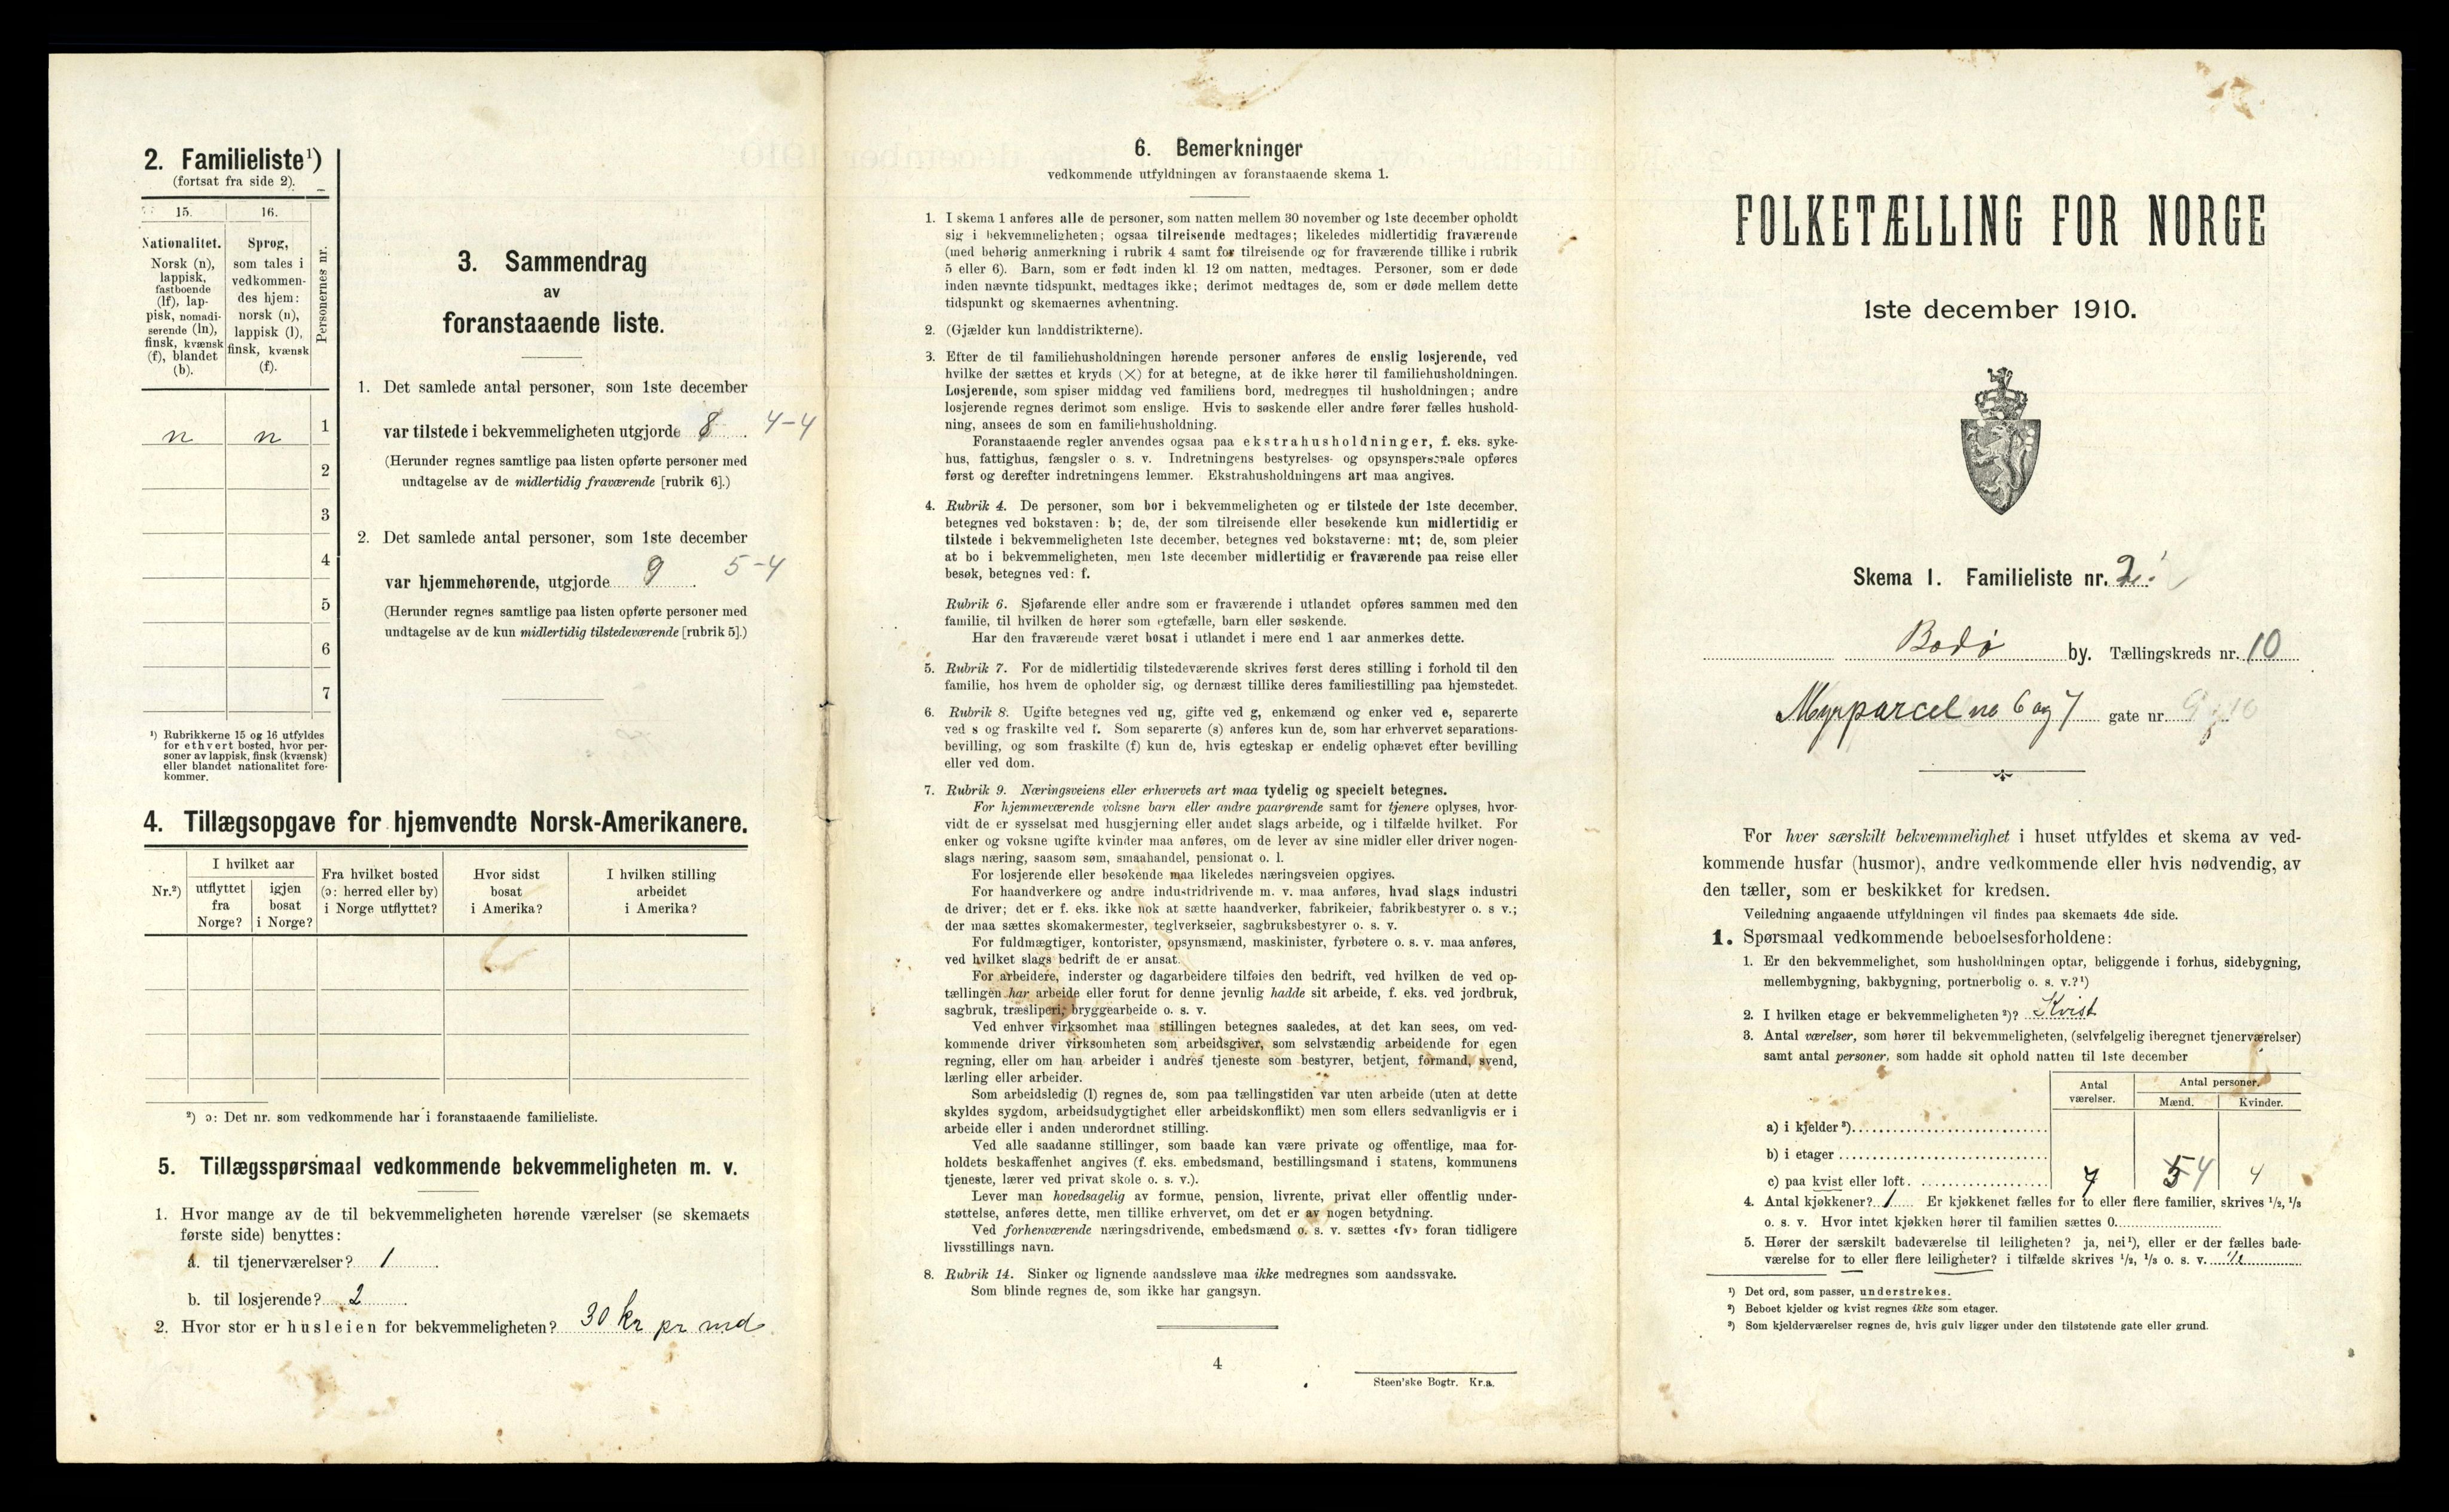 2. Familieliste¹)
(fortsat fra side 2).
15. 16.
Nationalitet.
Norsk (n),
lappisk,
fastboende
(lf), lap-
pisk, nomadi-
serende (ln),
finsk, kvænsk
(f), blandet
(b).
Sprog,
som tales i
vedkommen-
des hjem:
norsk (n),
lappisk (l),
finsk, kvænsk
(f).
Personernes nr.
n n 1
2
3
4
5
6
7
¹) Rubrikkerne 15 og 16 utfyldes
for ethvert bosted, hvor per-
soner av lappisk, finsk (kvænsk)
eller blandet nationalitet fore-
kommer.
3. Sammendrag
av
foranstaaende liste.
1. Det samlede antal personer, som 1ste december
var tilstede i bekvemmeligheten utgjorde 8. 4-4
(Herunder regnes samtlige paa listen opførte personer med
undtagelse av de midlertidig fraværende [rubrik 6].)
2. Det samlede antal personer, som 1ste december
var hjemmehørende, utgjorde 9. 5-4
(Herunder regnes samtlige paa listen opførte personer med
undtagelse av de kun midlertidig tilstedeværende [rubrik 5].)
4. Tillægsopgave for hjemvendte Norsk-Amerikanere.
Nr.²)
I hvilket aar
utflyttet
fra
Norge?
igjen
bosat
i Norge?
Fra hvilket bosted
(ɔ: herred eller by)
i Norge utflyttet?
Hvor sidst
bosat
i Amerika?
I hvilken stilling
arbeidet
i Amerika?
²) ɔ: Det nr. som vedkommende har i foranstaaende familieliste.
5. Tillægsspørsmaal vedkommende bekvemmeligheten m. v.
1. Hvor mange av de til bekvemmeligheten hørende værelser (se skemaets
første side) benyttes:
a. til tjenerværelser? 1.
b. til losjerende? 2.
2. Hvor stor er husleien for bekvemmeligheten? 30 kr pr md
6. Bemerkninger
vedkommende utfyldningen av foranstaaende skema 1.
1. I skema 1 anføres alle de personer, som natten mellem 30 november og 1ste december opholdt
sig i bekvemmeligheten; ogsaa tilreisende medtages; likeledes midlertidig fraværende
(med behørig anmerkning i rubrik 4 samt for tilreisende og for fraværende tillike i rubrik
5 eller 6). Barn, som er født inden kl. 12 om natten, medtages. Personer, som er døde
inden nævnte tidspunkt, medtages ikke; derimot medtages de, som er døde mellem dette
tidspunkt og skemaernes avhentning.
2. (Gjælder kun landdistrikterne).
3. Efter de til familiehusholdningen hørende personer anføres de enslig losjerende, ved
hvilke der sættes et kryds (×) for at betegne, at de ikke hører til familiehusholdningen.
Losjerende, som spiser middag ved familiens bord, medregnes til husholdningen; andre
losjerende regnes derimot som enslige. Hvis to søskende eller andre fører fælles hushold-
ning, ansees de som en familiehusholdning.
Foranstaaende regler anvendes ogsaa paa ekstrahusholdninger, f. eks. syke-
hus, fattighus, fængsler o. s. v. Indretningens bestyrelses- og opsynspersonale opføres
først og derefter indretningens lemmer. Ekstrahusholdningens art maa angives.
4. Rubrik 4. De personer, som bor i bekvemmeligheten og er tilstede der 1ste december,
betegnes ved bokstaven: b; de, der som tilreisende eller besøkende kun midlertidig er
tilstede i bekvemmeligheten 1ste december, betegnes ved bokstaverne: mt; de, som pleier
at bo i bekvemmeligheten, men 1ste december midlertidig er fraværende paa reise eller
besøk, betegnes ved: f.
Rubrik 6. Sjøfarende eller andre som er fraværende i utlandet opføres sammen med den
familie, til hvilken de hører som egtefælle, barn eller søskende.
Har den fraværende været bosat i utlandet i mere end 1 aar anmerkes dette.
5. Rubrik 7. For de midlertidig tilstedeværende skrives først deres stilling i forhold til den
familie, hos hvem de opholder sig, og dernæst tillike deres familiestilling paa hjemstedet.
6. Rubrik 8. Ugifte betegnes ved ug, gifte ved g, enkemænd og enker ved e, separerte
ved s og fraskilte ved f. Som separerte (s) anføres kun de, som har erhvervet separations-
bevilling, og som fraskilte (f) kun de, hvis egteskap er endelig ophævet efter bevilling
eller ved dom.
7. Rubrik 9. Næringsveiens eller erhvervets art maa tydelig og specielt betegnes.
For hjemmeværende voksne barn eller andre paarørende samt for tjenere oplyses, hvor-
vidt de er sysselsat med husgjerning eller andet slags arbeide, og i tilfælde hvilket. For
enker og voksne ugifte kvinder maa anføres, om de lever av sine midler eller driver nogen-
slags næring, saasom søm, smaahandel, pensionat o. l.
For losjerende eller besøkende maa likeledes næringsveien opgives.
For haandverkere og andre industridrivende m. v. maa anføres, hvad slags industri
de driver; det er f. eks. ikke nok at sætte haandverker, fabrikeier, fabrikbestyrer o. s v.;
der maa sættes skomakermester, teglverkseier, sagbruksbestyrer o. s. v.
For fuldmægtiger, kontorister, opsynsmænd, maskinister, fyrbøtere o. s. v. maa anføres,
ved hvilket slags bedrift de er ansat.
For arbeidere, inderster og dagarbeidere tilføies den bedrift, ved hvilken de ved op-
tællingen har arbeide eller forut for denne jevnlig hadde sit arbeide, f. eks. ved jordbruk,
sagbruk, træsliperi, bryggearbeide o. s. v.
Ved enhver virksomhet maa stillingen betegnes saaledes, at det kan sees, om ved-
kommende driver virksomheten som arbeidsgiver, som selvstændig arbeidende for egen
regning, eller om han arbeider i andres tjeneste som bestyrer, betjent, formand, svend,
lærling eller arbeider.
Som arbeidsledig (l) regnes de, som paa tællingstiden var uten arbeide (uten at dette
skyldes sygdom, arbeidsudygtighet eller arbeidskonflikt) men som ellers sedvanligvis er i
arbeide eller i anden underordnet stilling.
Ved alle saadanne stillinger, som baade kan være private og offentlige, maa for-
holdets beskaffenhet angives (f. eks. embedsmand, bestillingsmand i statens, kommunens
tjeneste, lærer ved privat skole o. s. v.).
Lever man hovedsagelig av formue, pension, livrente, privat eller offentlig under-
støttelse, anføres dette, men tillike erhvervet, om det er av nogen betydning.
Ved forhenværende næringsdrivende, embedsmænd o. s. v. sættes «fv» foran tidligere
livsstillings navn.
8. Rubrik 14. Sinker og lignende aandssløve maa ikke medregnes som aandssvake.
Som blinde regnes de, som ikke har gangsyn.
4
Steen'ske Bogtr. Kr.a.
FOLKETÆLLING FOR NORGE
1ste december 1910.
Skema 1. Familieliste nr. 2.
Bodø by. Tællingskreds nr. 10
Myrparcel no 6 og 7 gate nr.
For hver særskilt bekvemmelighet i huset utfyldes et skema av ved-
kommende husfar (husmor), andre vedkommende eller hvis nødvendig, av
den tæller, som er beskikket for kredsen.
Veiledning angaaende utfyldningen vil findes paa skemaets 4de side.
1. Spørsmaal vedkommende beboelsesforholdene:
1. Er den bekvemmelighet, som husholdningen optar, beliggende i forhus, sidebygning,
mellembygning, bakbygning, portnerbolig o. s. v.?¹)
2. I hvilken etage er bekvemmeligheten²)? Kvist
3. Antal værelser, som hører til bekvemmeligheten, (selvfølgelig iberegnet tjenerværelser)
samt antal personer, som hadde sit ophold natten til 1ste december
Antal
værelser.
Antal personer.
Mænd. Kvinder.
a) i kjelder³)
b) i etager
c) paa kvist eller loft. 7 5 4 4
4. Antal kjøkkener? 1 Er kjøkkenet fælles for to eller flere familier, skrives 1/2, 1/3
o. s. v. Hvor intet kjøkken hører til familien sættes 0.
5. Hører der særskilt badeværelse til leiligheten? ja, nei¹), eller er der fælles bade-
værelse for to eller flere leiligheter? i tilfælde skrives 1/2, 1/3 o. s. v. 1/2
¹) Det ord, som passer, understrekes.
²) Beboet kjelder og kvist regnes ikke som etager.
³) Som kjelderværelser regnes de, hvis gulv ligger under den tilstøtende gate eller grund.